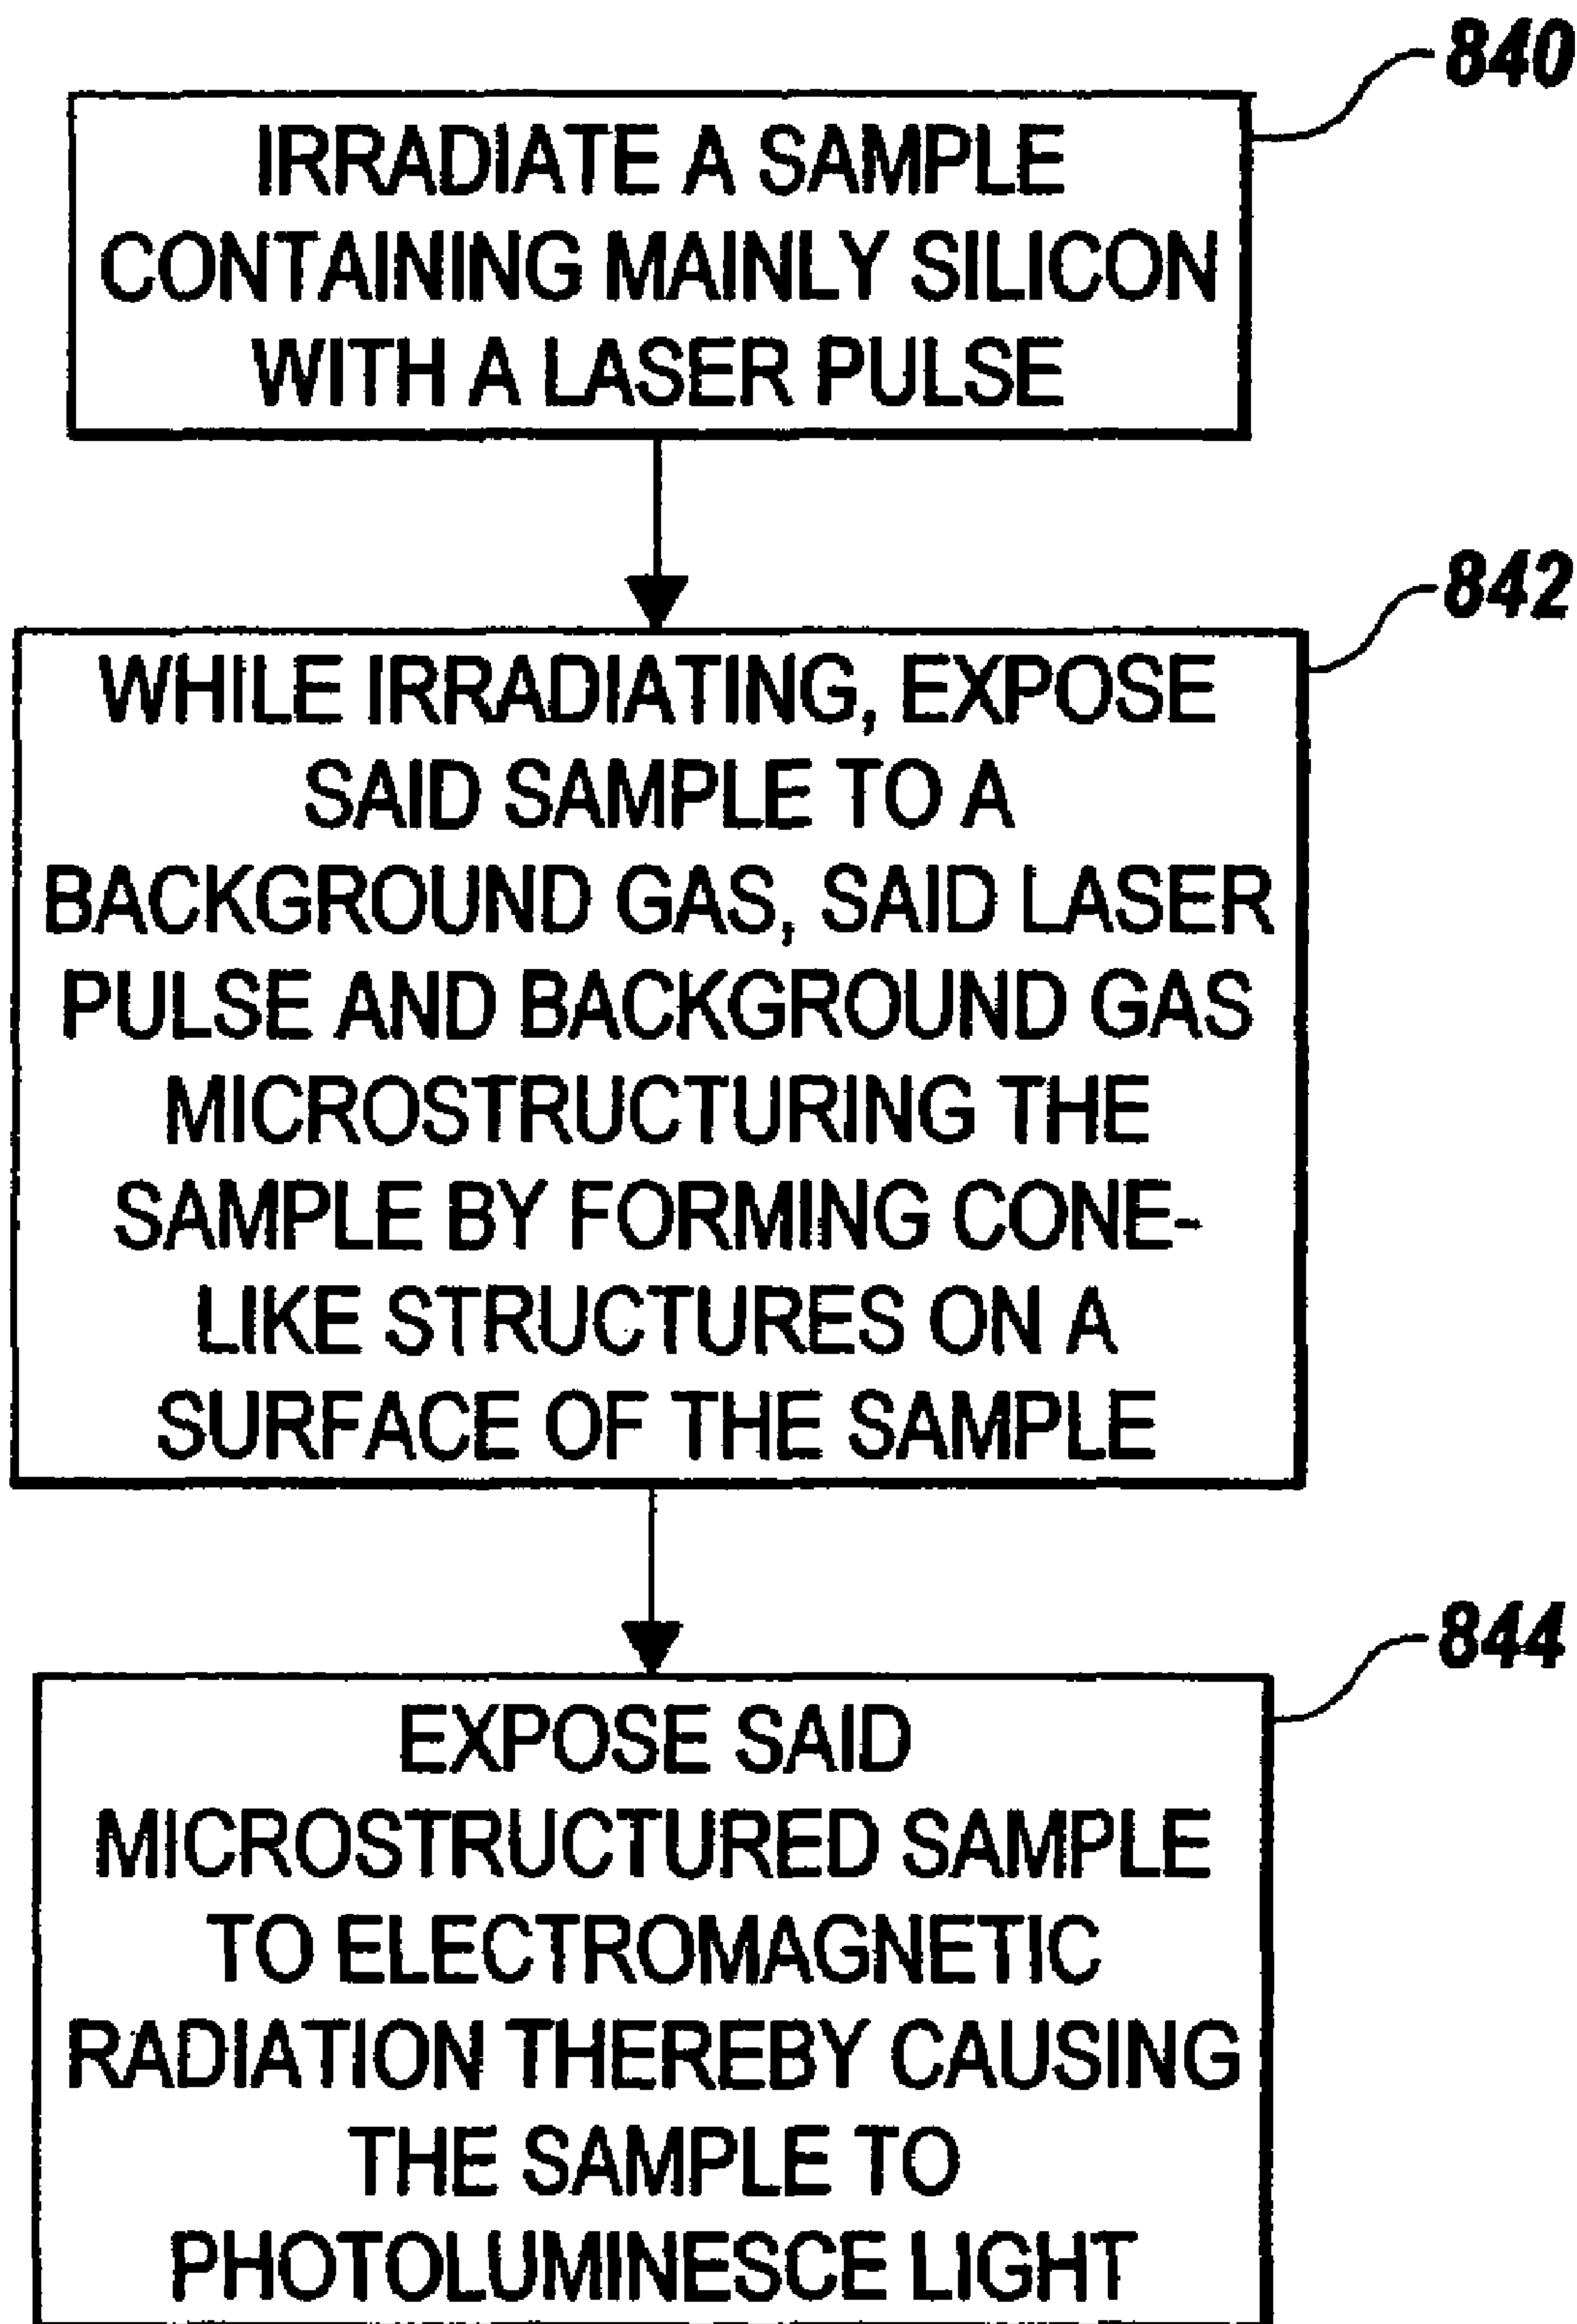 840
IRRADIATE A SAMPLE
CONTAINING MAINLY SILICON
WITH A LASER PULSE
842
WHILE IRRADIATING, EXPOSE
SAID SAMPLE TO A
BACKGROUND GAS, SAID LASER
PULSE AND BACKGROUND GAS
MICROSTRUCTURING THE
SAMPLE BY FORMING CONE-
LIKE STRUCTURES ON A
SURFACE OF THE SAMPLE
844
EXPOSE SAID
MICROSTRUCTURED SAMPLE
TO ELECTROMAGNETIC
RADIATION THEREBY CAUSING
THE SAMPLE TO
PHOTOLUMINESCE LIGHT